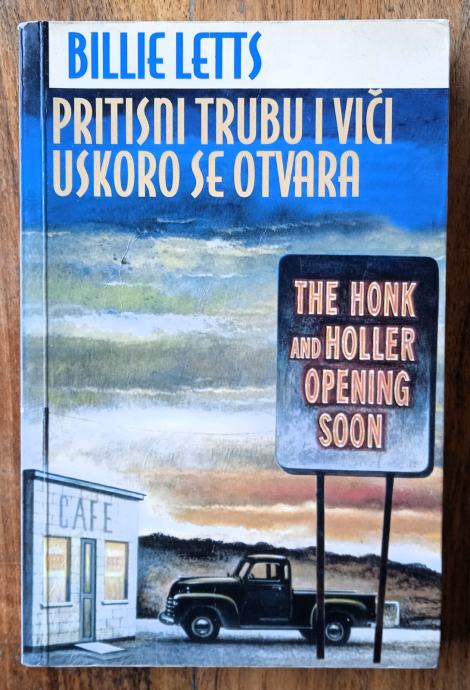 BILLIE LETTS
PRITISNI TRUBU I VIČI
USKORO SE OTVARA
THE HONK
AND HOLLER
OPENING
SOON
CAFE